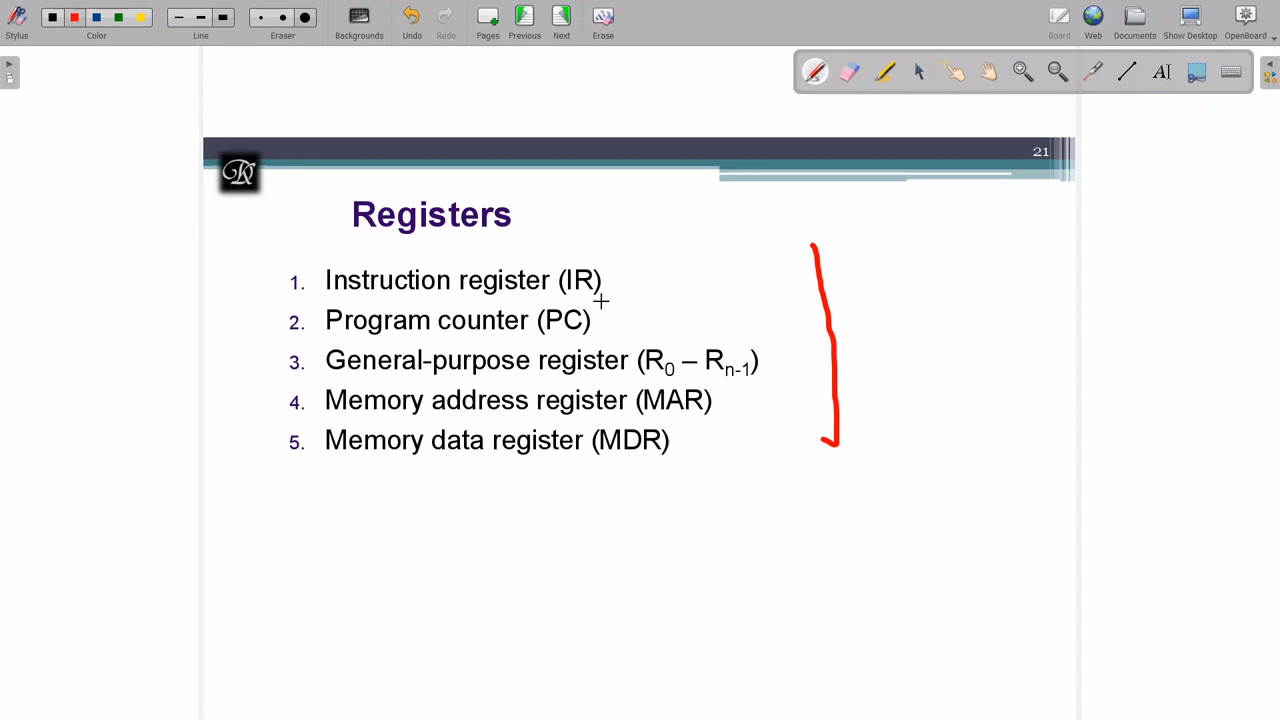 Stylus
Color
Line
Eraser
Backgrounds
Undo
Redo
Pages
Previous
Next
Erase
Board
Web
Documents
Show Desktop
OpenBoard
AI
21
Registers
1. Instruction register (IR)
2. Program counter (PC)
3. General-purpose register (R0 – Rn-1)
4. Memory address register (MAR)
5. Memory data register (MDR)